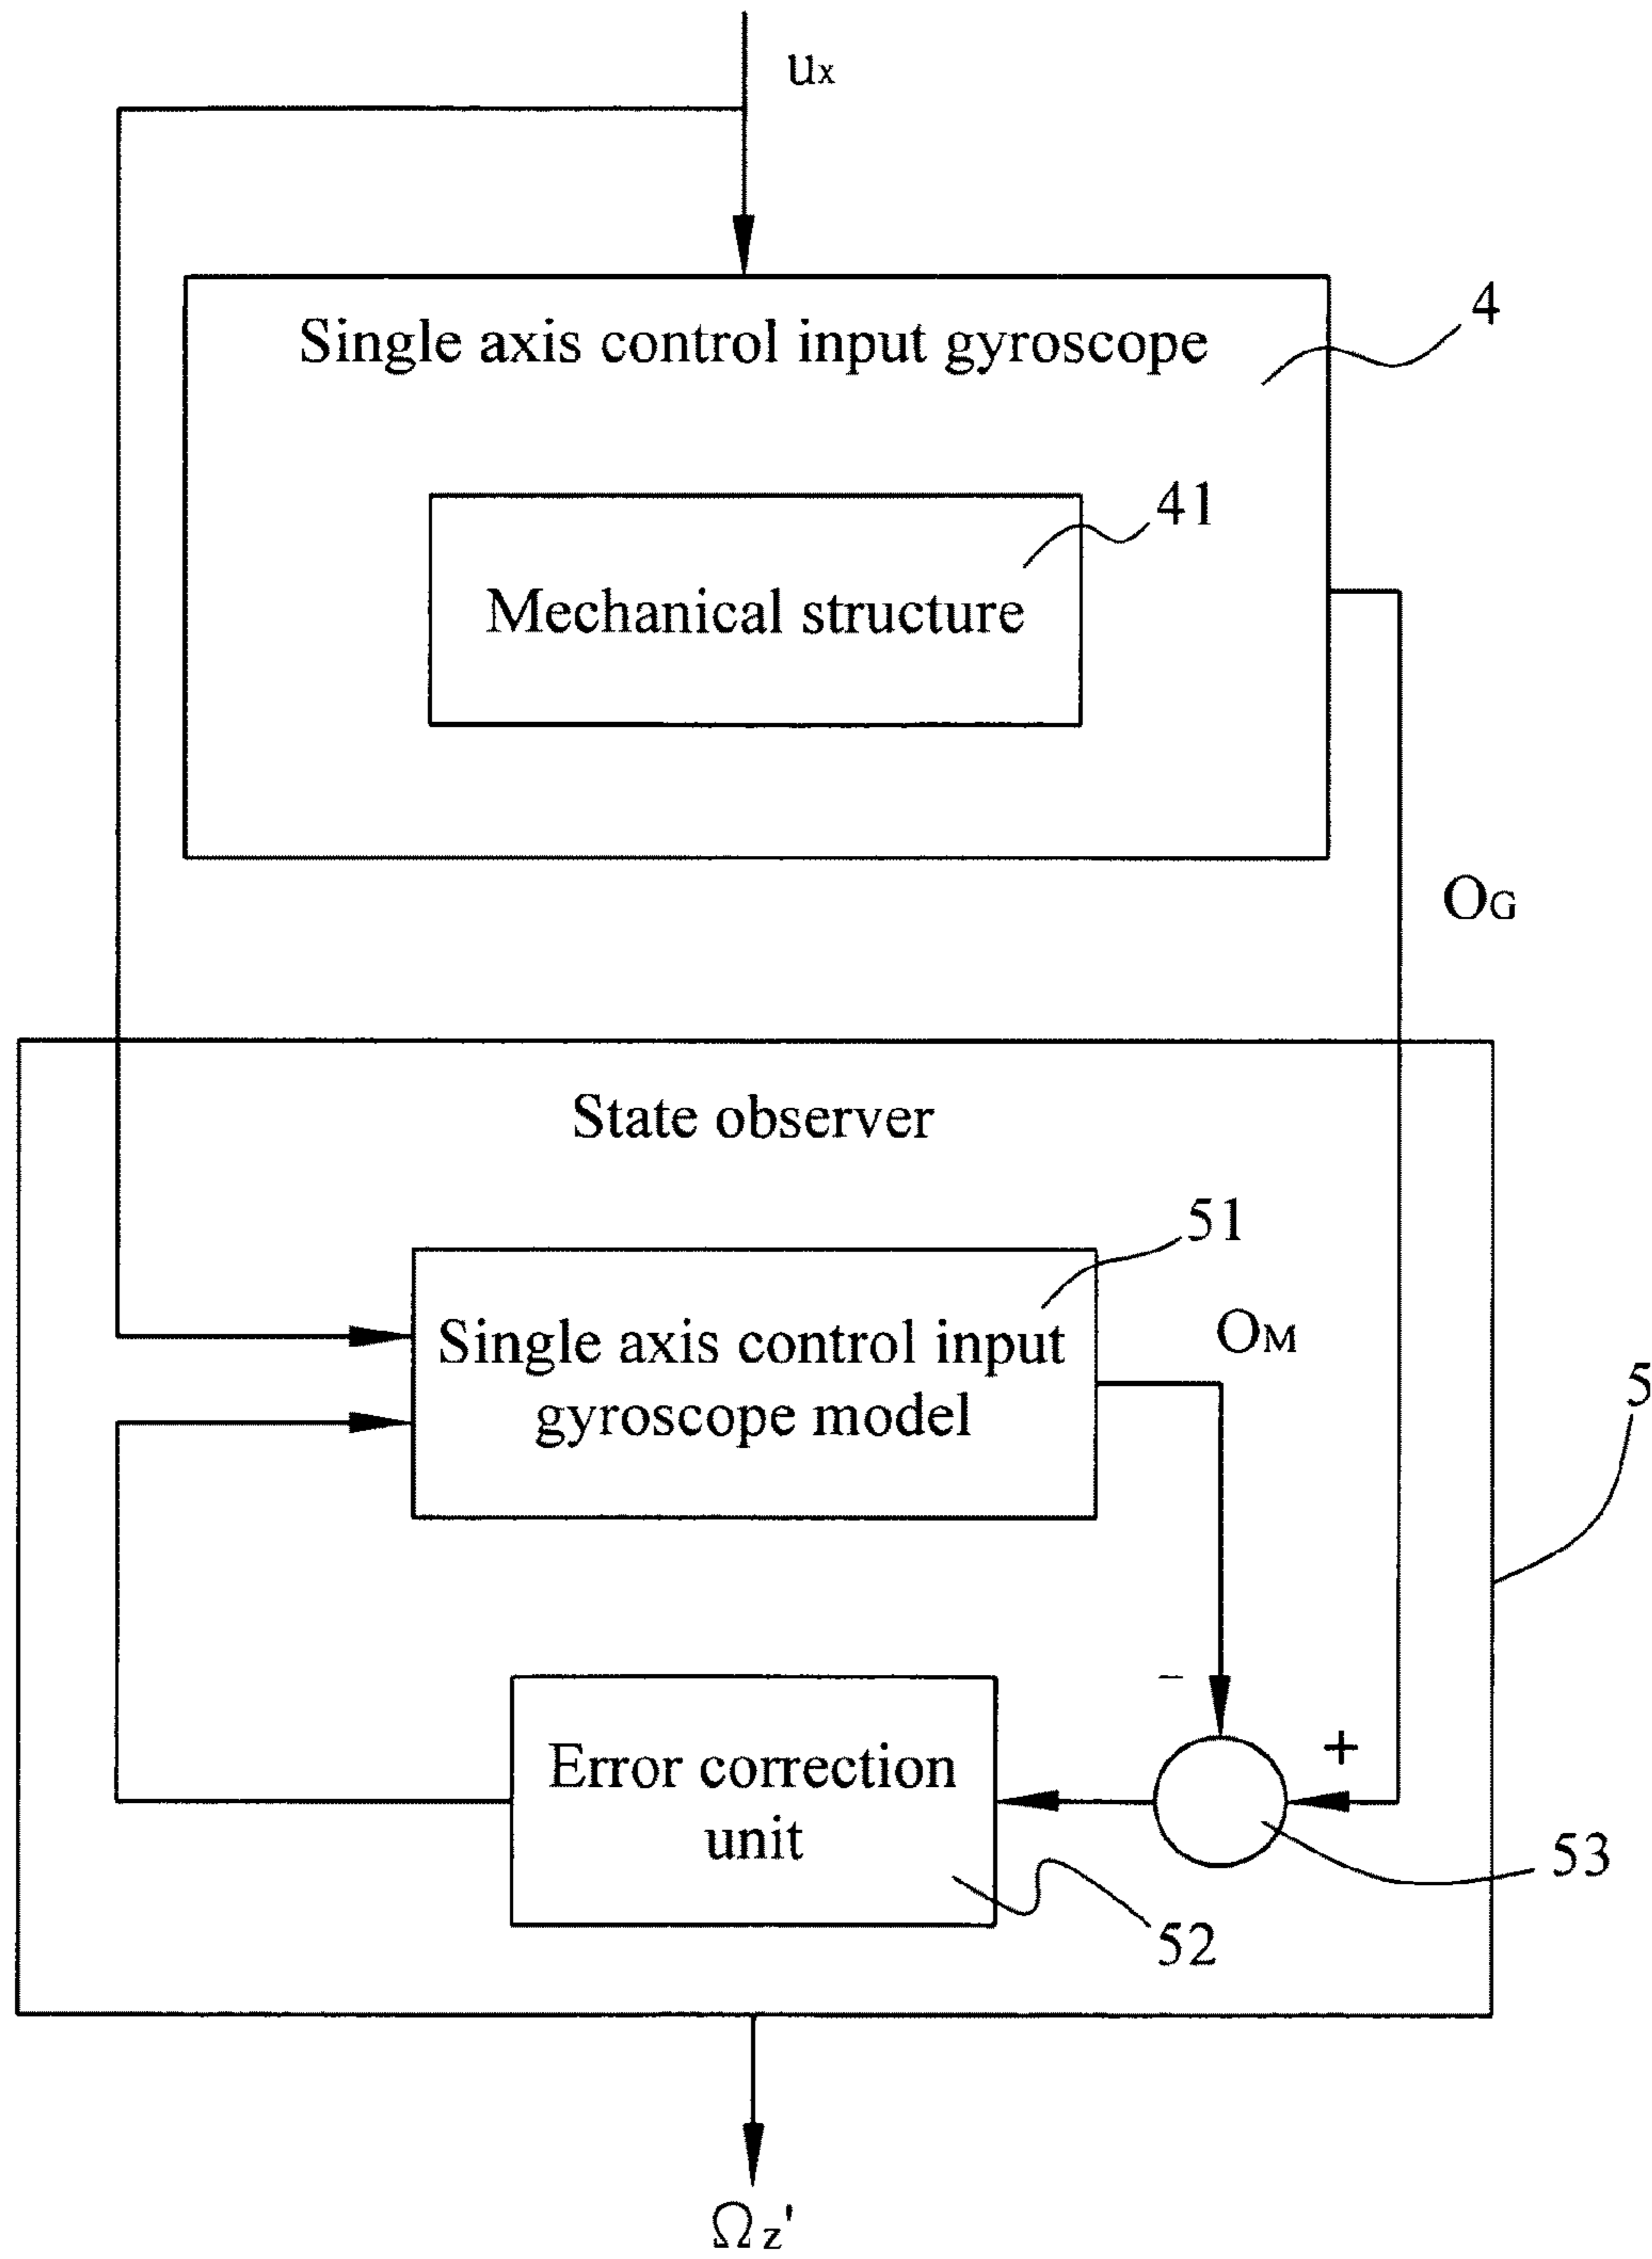 ux
Single axis control input gyroscope
4
41
Mechanical structure
OG
State observer
51
Single axis control input
gyroscope model
OM
5
−
+
Error correction
unit
53
52
Ωz'